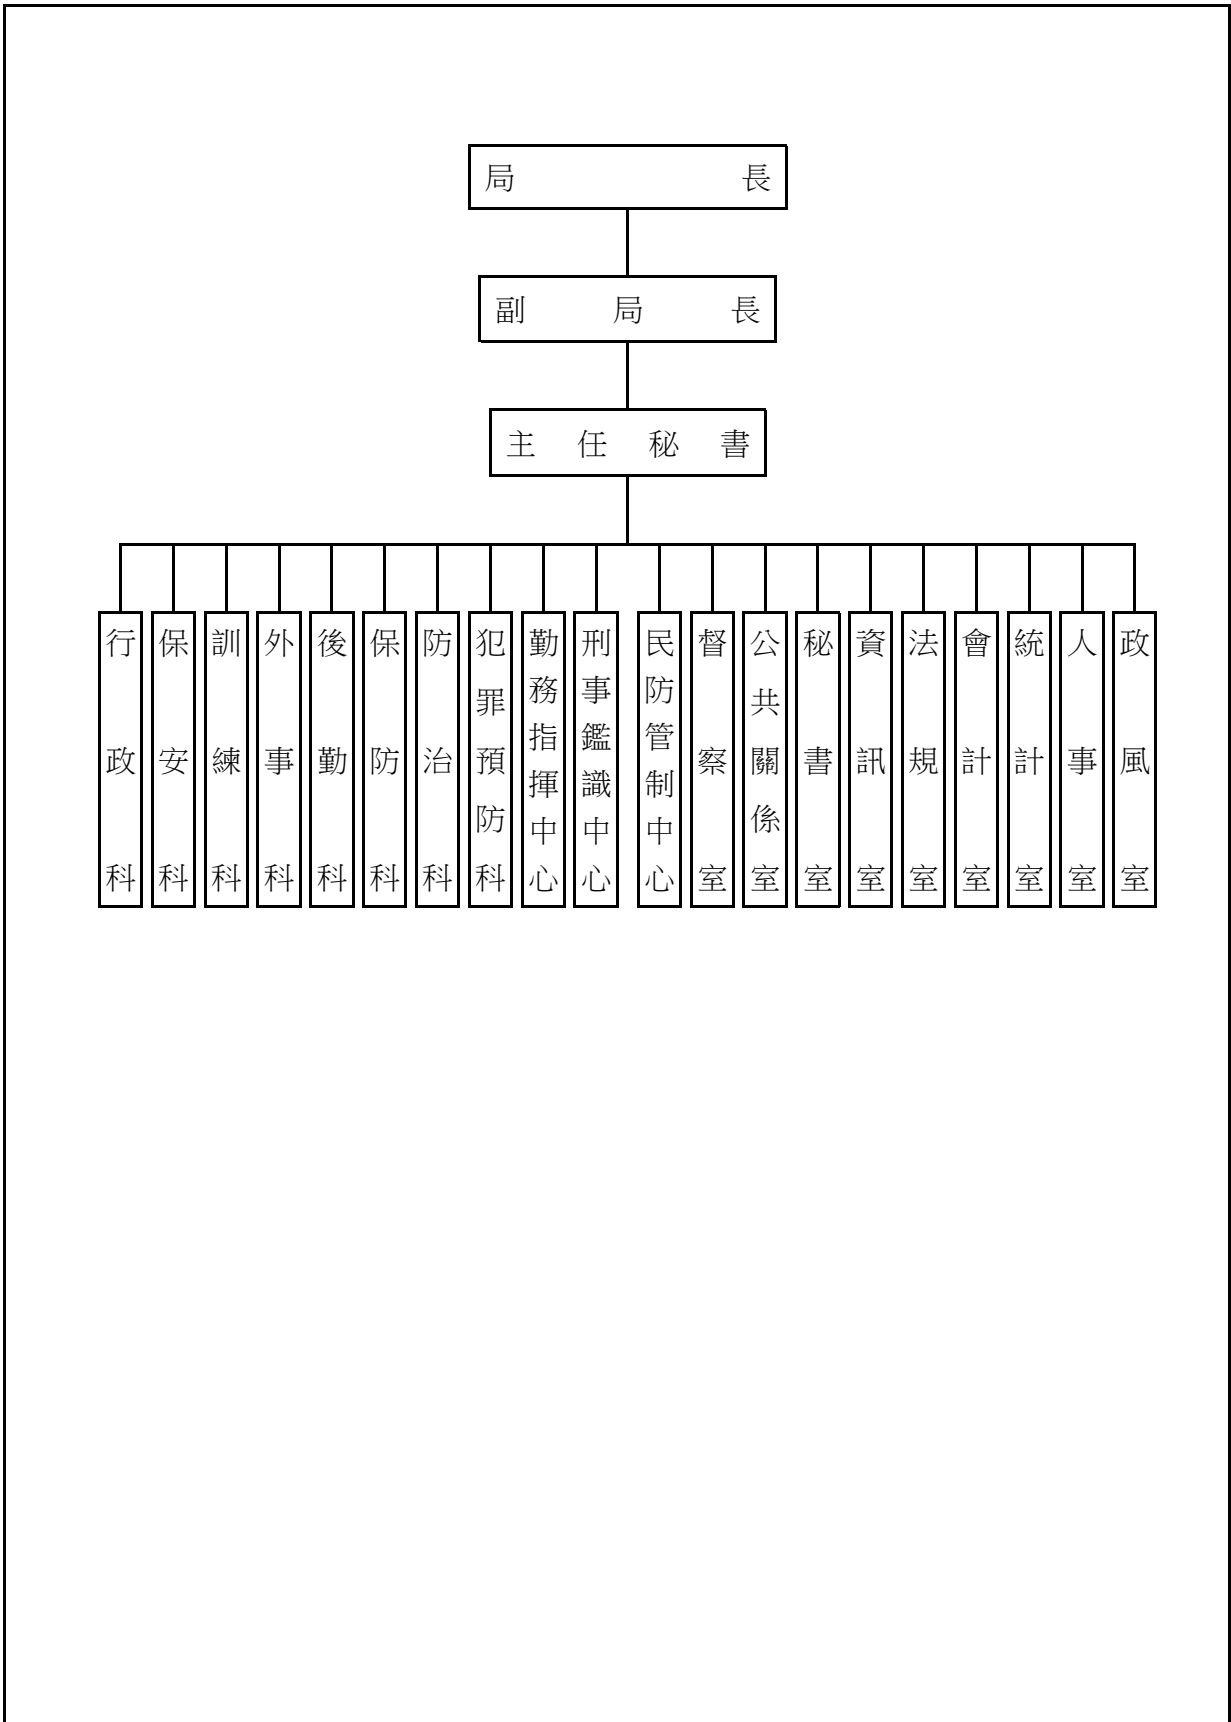 局長
副局長
主任秘書
行政科
保安科
訓練科
外事科
後勤科
保防科
防治科
犯罪預防科
勤務指揮中心
刑事鑑識中心
民防管制中心
督察室
公共關係室
秘書室
資訊室
法規室
會計室
統計室
人事室
政風室